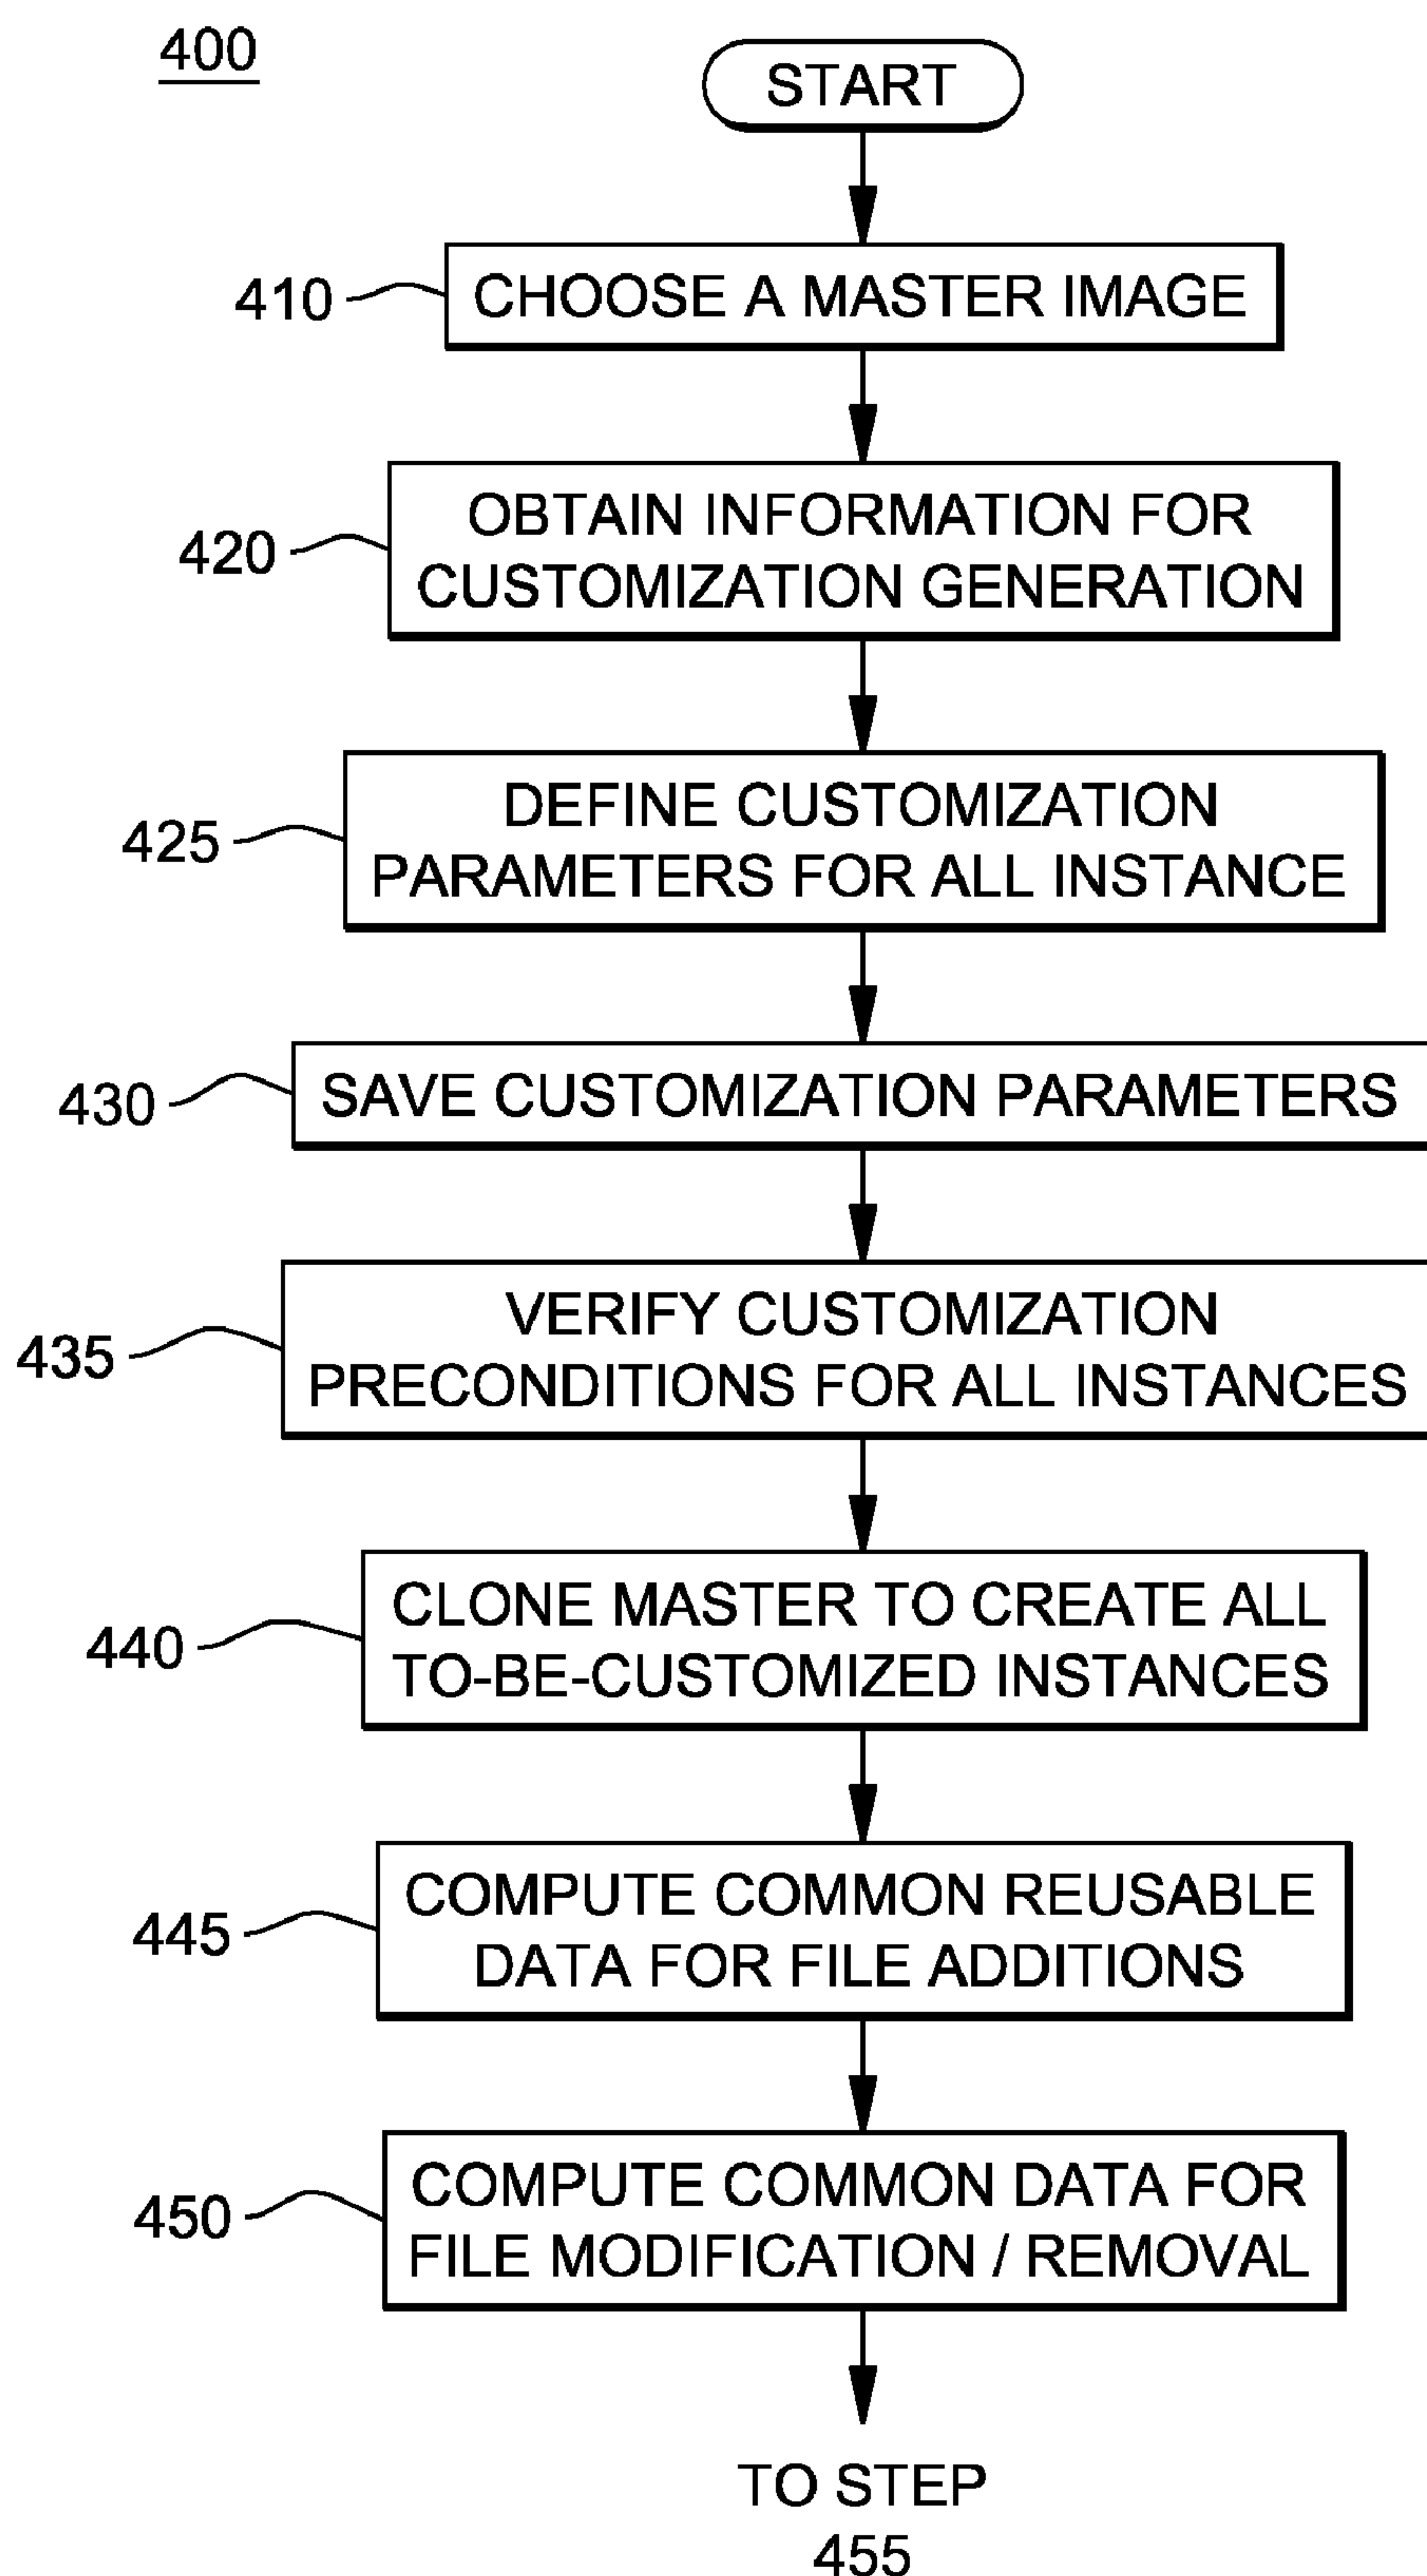 400
START
410
CHOOSE A MASTER IMAGE
420
OBTAIN INFORMATION FOR
CUSTOMIZATION GENERATION
425
DEFINE CUSTOMIZATION
PARAMETERS FOR ALL INSTANCE
430
SAVE CUSTOMIZATION PARAMETERS
435
VERIFY CUSTOMIZATION
PRECONDITIONS FOR ALL INSTANCES
440
CLONE MASTER TO CREATE ALL
TO-BE-CUSTOMIZED INSTANCES
445
COMPUTE COMMON REUSABLE
DATA FOR FILE ADDITIONS
450
COMPUTE COMMON DATA FOR
FILE MODIFICATION / REMOVAL
TO STEP
455